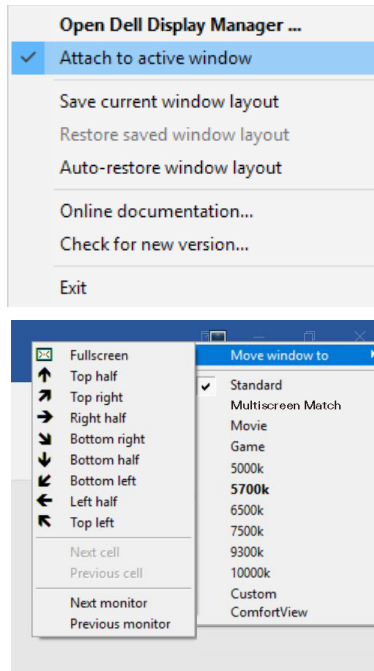 Open Dell Display Manager ...
Attach to active window
Save current window layout
Restore saved window layout
Auto-restore window layout
Online documentation...
Check for new version...
Exit
Fullscreen
Top half
Top right
Right half
Bottom right
Bottom half
Bottom left
Left half
Top left
Next cell
Previous cell
Next monitor
Previous monitor
Move window to
Standard
Multiscreen Match
Movie
Game
5000k
5700k
6500k
7500k
9300k
10000k
Custom
ComfortView